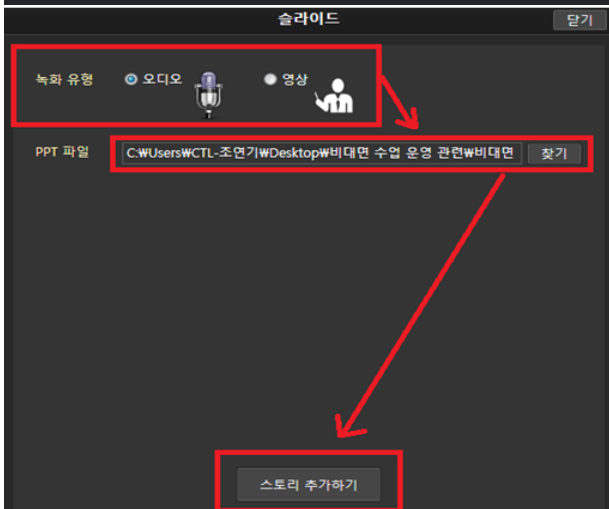 슬라이드
닫기
녹화 유형 오디오 영상
PPT 파일 C:₩Users₩CTL-조연기₩Desktop₩비대면 수업 운영 관련₩비대면 찾기
스토리 추가하기